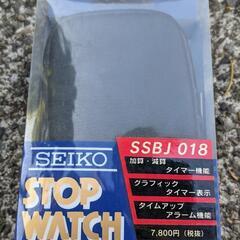 SSBJ 018
加算・減算
タイマー機能
グラフィック
タイマー表示
タイムアップ
アラーム機能
7,800円(税抜)
SEIKO
STOP
WATCH